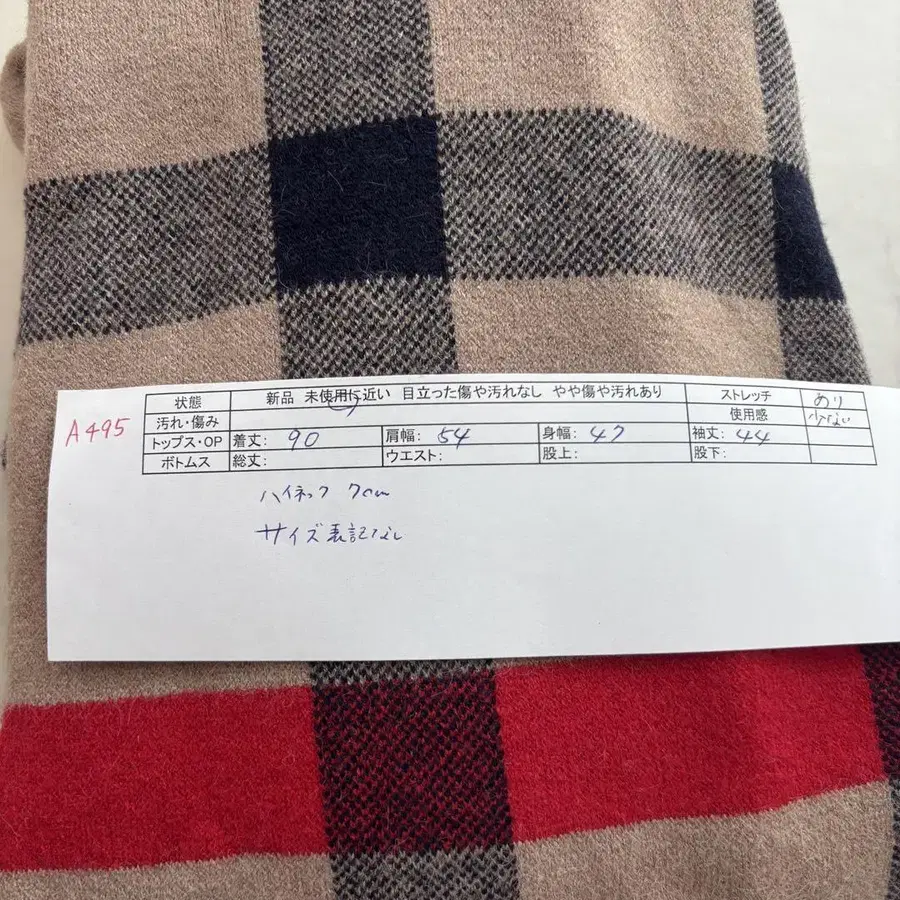 A495
状態 新品 未使用に近い 目立った傷や汚れなし やや傷や汚れあり ストレッチ あり
汚れ・傷み 使用感 少ない
トップス・OP 着丈: 90 肩幅: 54 身幅: 47 袖丈: 44
ボトムス 総丈: ウエスト: 股上: 股下:
ハイネック 7cm
サイズ表記なし